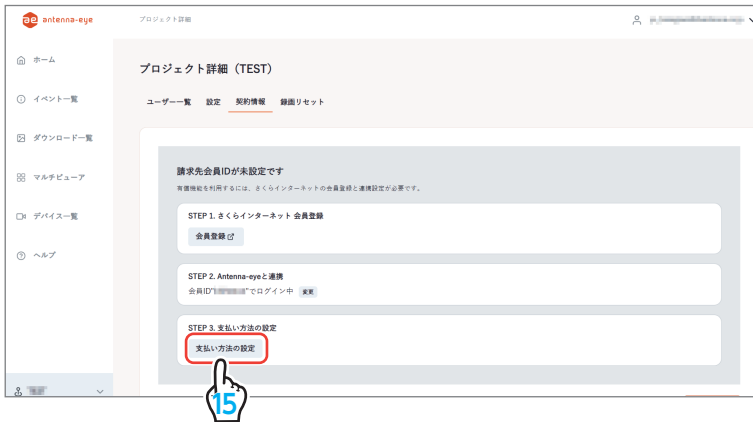 ae antenna-eye
プロジェクト詳細
ホーム
イベント一覧
ダウンロード一覧
マルチビューア
デバイス一覧
ヘルプ
プロジェクト詳細（TEST）
ユーザー一覧 設定 契約情報 録画リセット
請求先会員IDが未設定です
有償機能を利用するには、さくらインターネットの会員登録と連携設定が必要です。
STEP 1. さくらインターネット 会員登録
会員登録
STEP 2. Antenna-eyeと連携
会員ID"でログイン中 変更
STEP 3. 支払い方法の設定
支払い方法の設定
15